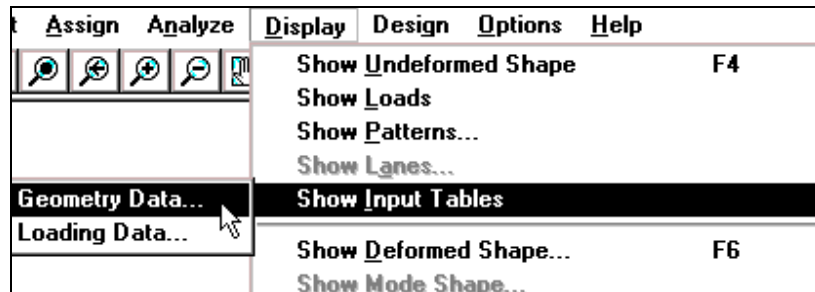 t Assign Analyze Display Design Options Help
Show Undeformed Shape F4
Show Loads
Show Patterns...
Show Lanes...
Geometry Data... Show Input Tables
Loading Data...
Show Deformed Shape... F6
Show Mode Shape...